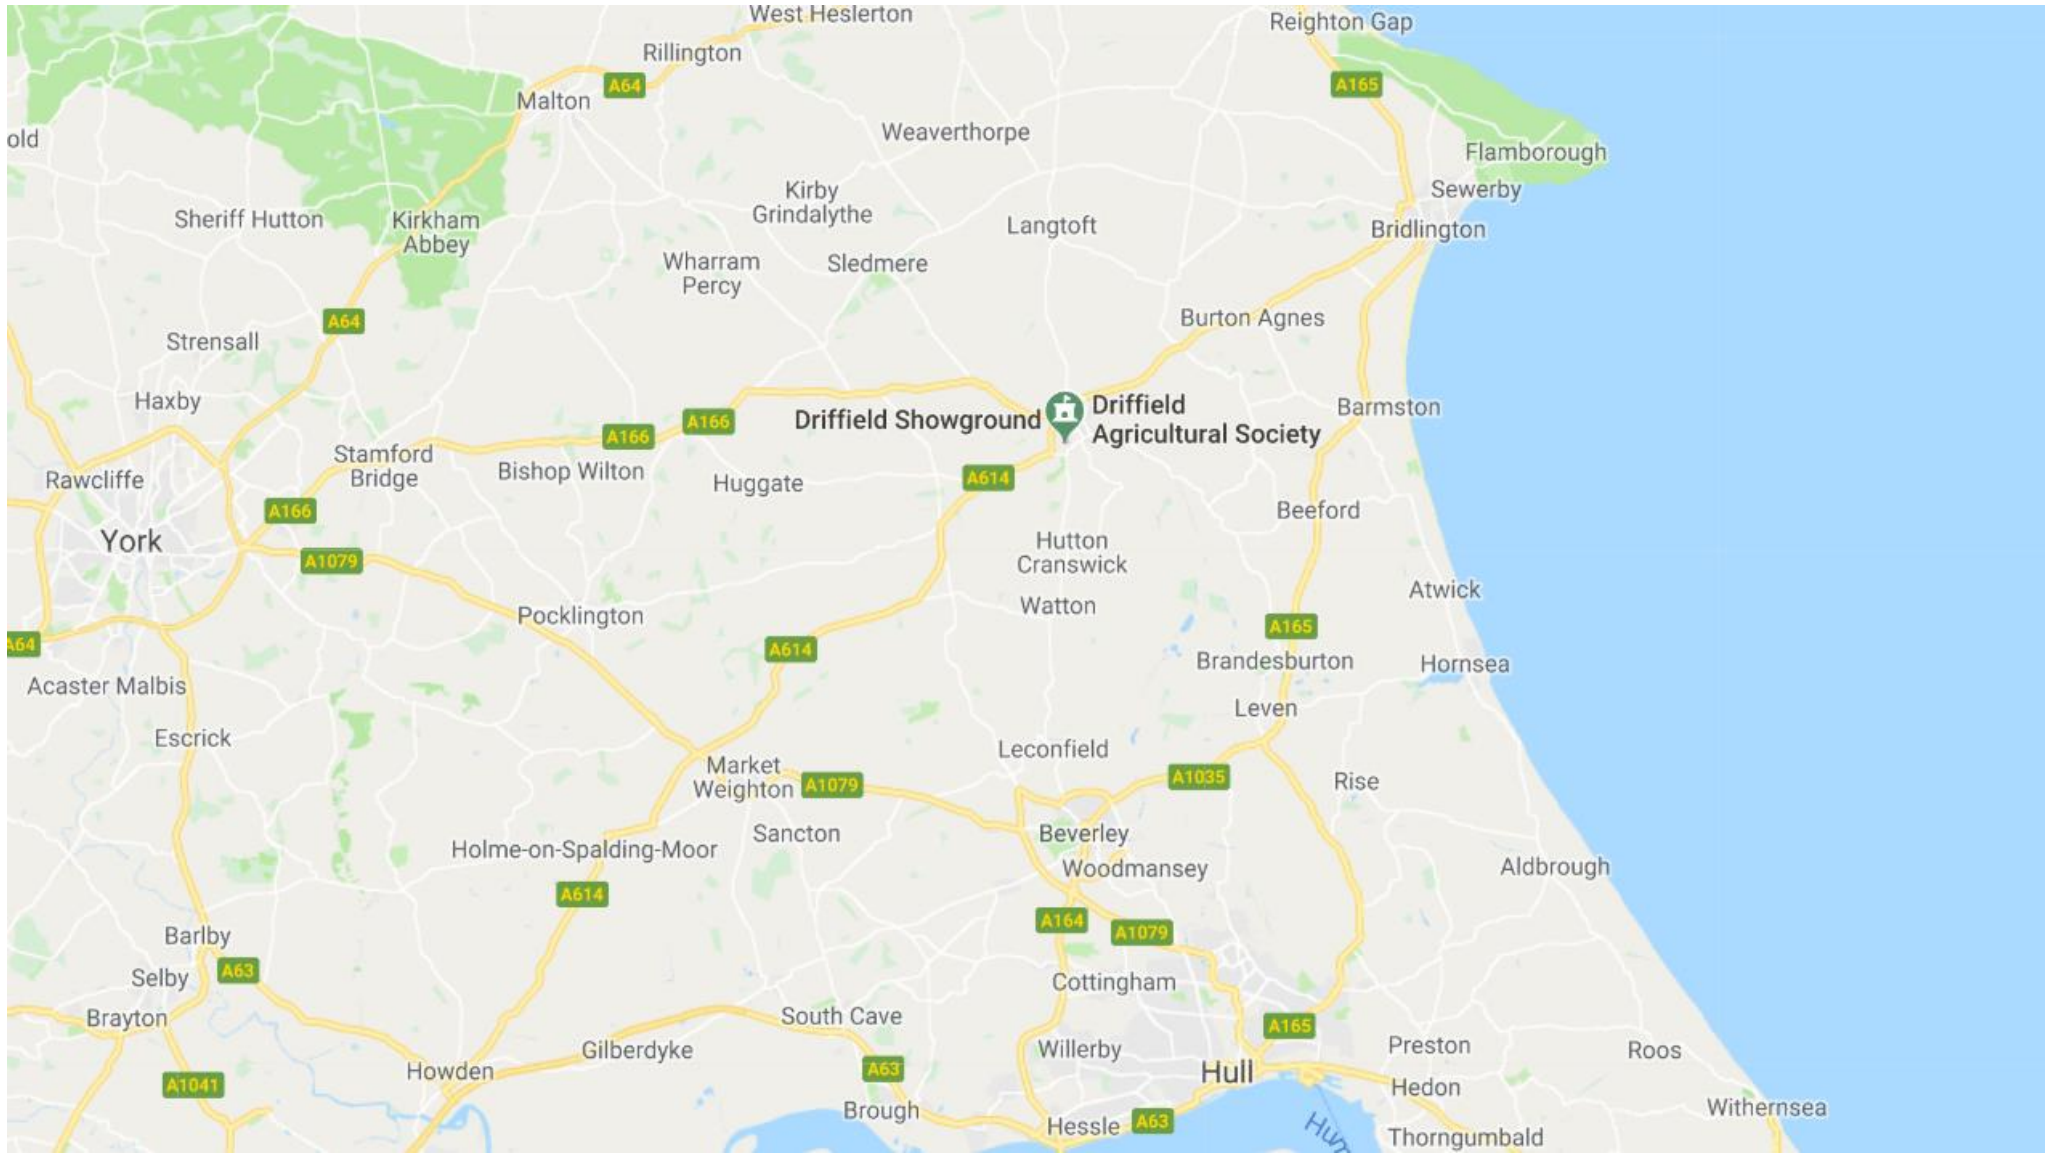 West Heslerton
Reighton Gap
Rillington
A64
A165
Malton
Weaverthorpe
old
Flamborough
Kirby
Grindalythe
Sewerby
Sheriff Hutton
Kirkham
Abbey
Langtoft
Bridlington
Wharram
Percy
Sledmere
A64
Burton Agnes
Strensall
Haxby
Driffield Showground
Driffield
Agricultural Society
Barmston
A166
A166
Stamford
Bridge
Bishop Wilton
Rawcliffe
Huggate
A614
A166
Beeford
York
A1079
Hutton
Cranswick
Atwick
Pocklington
Watton
A165
A64
A614
Brandesburton
Hornsea
Acaster Malbis
Leven
Escrick
Leconfield
Market
Weighton
A1079
A1035
Rise
Sancton
Beverley
Holme-on-Spalding-Moor
Woodmansey
Aldbrough
A614
A164
A1079
Barlby
Selby
A63
Cottingham
Brayton
South Cave
A165
Gilberdyke
Willerby
Preston
Roos
Howden
A63
Hull
A1041
Hedon
Brough
Hessle
A63
Withernsea
Hum
Thorngumbald